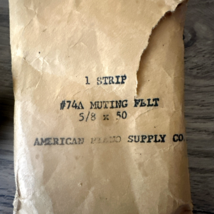 1 STRIP
#74A MUTING FELT
5/8 x 50
AMERICAN PIANO SUPPLY CO